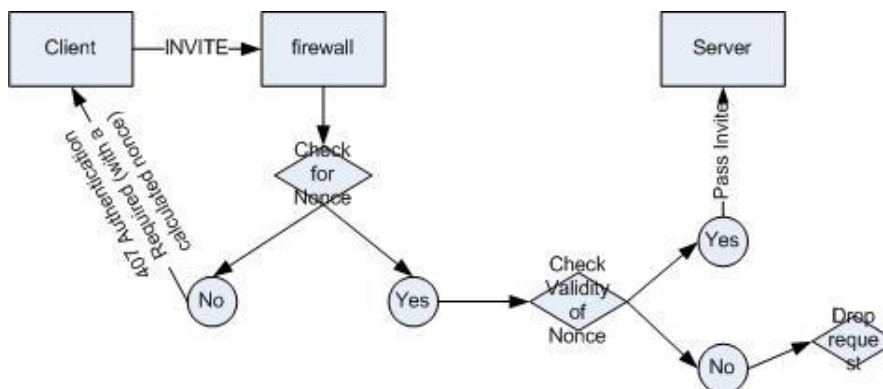 Client
INVITE
firewall
Server
Check
for
Nonce
407 Authentication
Required (with a
calculated nonce)
No
Yes
Check
Validity
of
Nonce
Yes
Pass Invite
No
Drop
reque
st